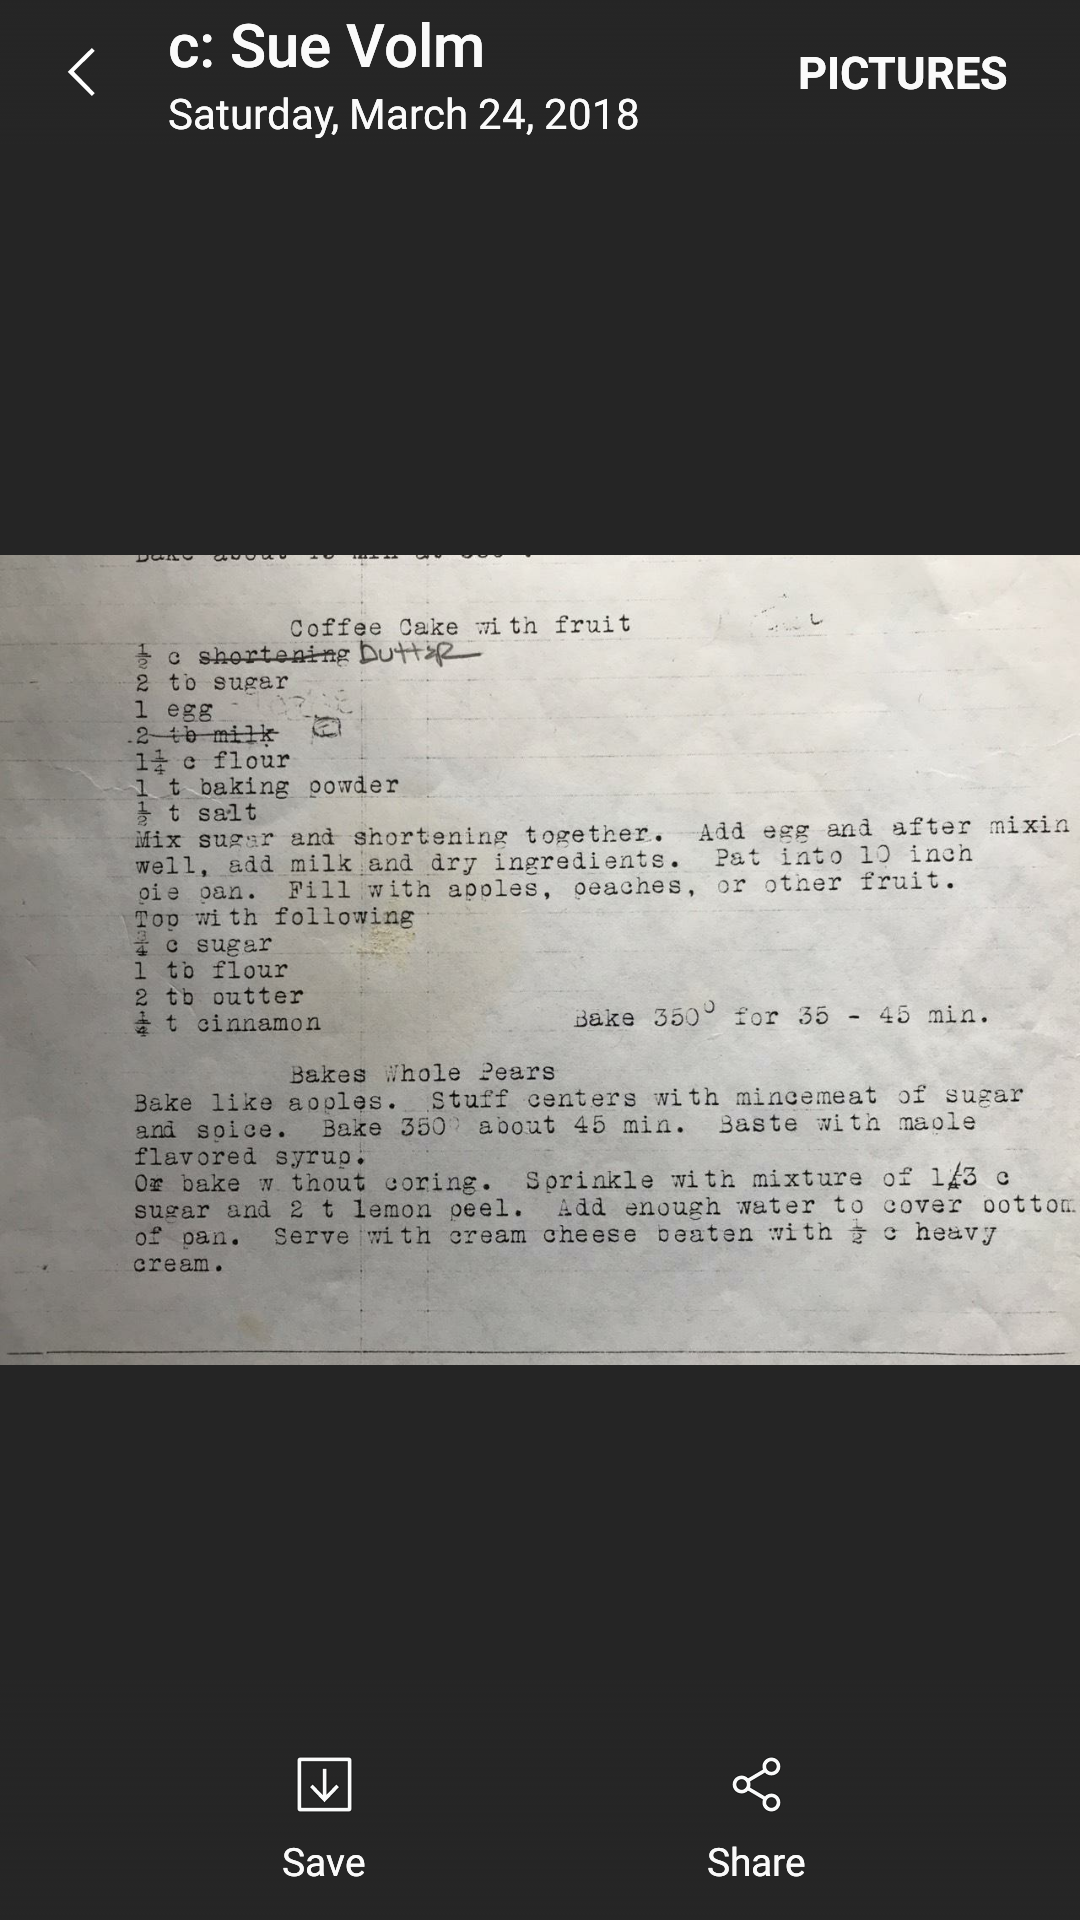 c: Sue Volm
Saturday, March 24, 2018
PICTURES
Coffee Cake with fruit
½ c shortening Butter
2 tb sugar
1 egg
2 tb milk
1¼ c flour
1 t baking powder
½ t salt
Mix sugar and shortening together. Add egg and after mixin
well, add milk and dry ingredients. Pat into 10 inch
pie pan. Fill with apples, peaches, or other fruit.
Top with following
¾ c sugar
1 tb flour
2 tb butter
¼ t cinnamon Bake 350° for 35 - 45 min.
Bakes Whole Pears
Bake like apples. Stuff centers with mincemeat of sugar
and spice. Bake 350° about 45 min. Baste with maple
flavored syrup.
Or bake w thout coring. Sprinkle with mixture of 1/3 c
sugar and 2 t lemon peel. Add enough water to cover bottom
of pan. Serve with cream cheese beaten with ½ c heavy
cream.
Save
Share